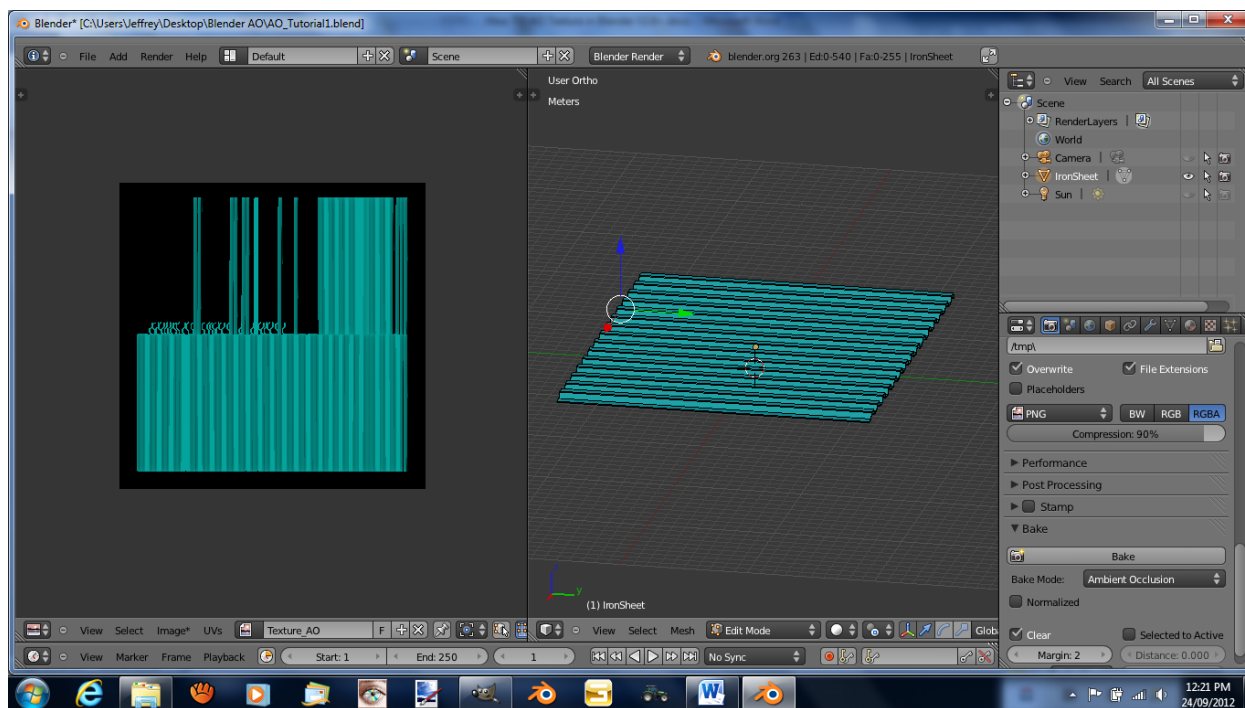 Blender* [C:\Users\Jeffrey\Desktop\Blender AO\AO_Tutorial1.blend]
File Add Render Help Default Scene Blender Render blender.org 263 | Ed:0-540 | Fa:0-255 | IronSheet
User Ortho
Meters
View Search All Scenes
Scene
RenderLayers |
World
Camera |
IronSheet |
Sun |
/tmp\
Overwrite File Extensions
Placeholders
PNG BW RGB RGBA
Compression: 90%
Performance
Post Processing
Stamp
Bake
Bake
Bake Mode: Ambient Occlusion
Normalized
Clear Selected to Active
Margin: 2 Distance: 0.000
y
(1) IronSheet
View Select Image* UVs Texture_AO F View Select Mesh Edit Mode Glob
View Marker Frame Playback Start: 1 End: 250 1 No Sync
12:21 PM
24/09/2012